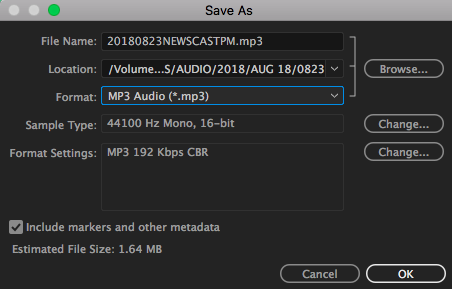 Save As
File Name: 20180823NEWSCASTPM.mp3
Location: /Volume...S/AUDIO/2018/AUG 18/0823 Browse...
Format: MP3 Audio (*.mp3)
Sample Type: 44100 Hz Mono, 16-bit Change...
Format Settings: MP3 192 Kbps CBR Change...
Include markers and other metadata
Estimated File Size: 1.64 MB
Cancel OK